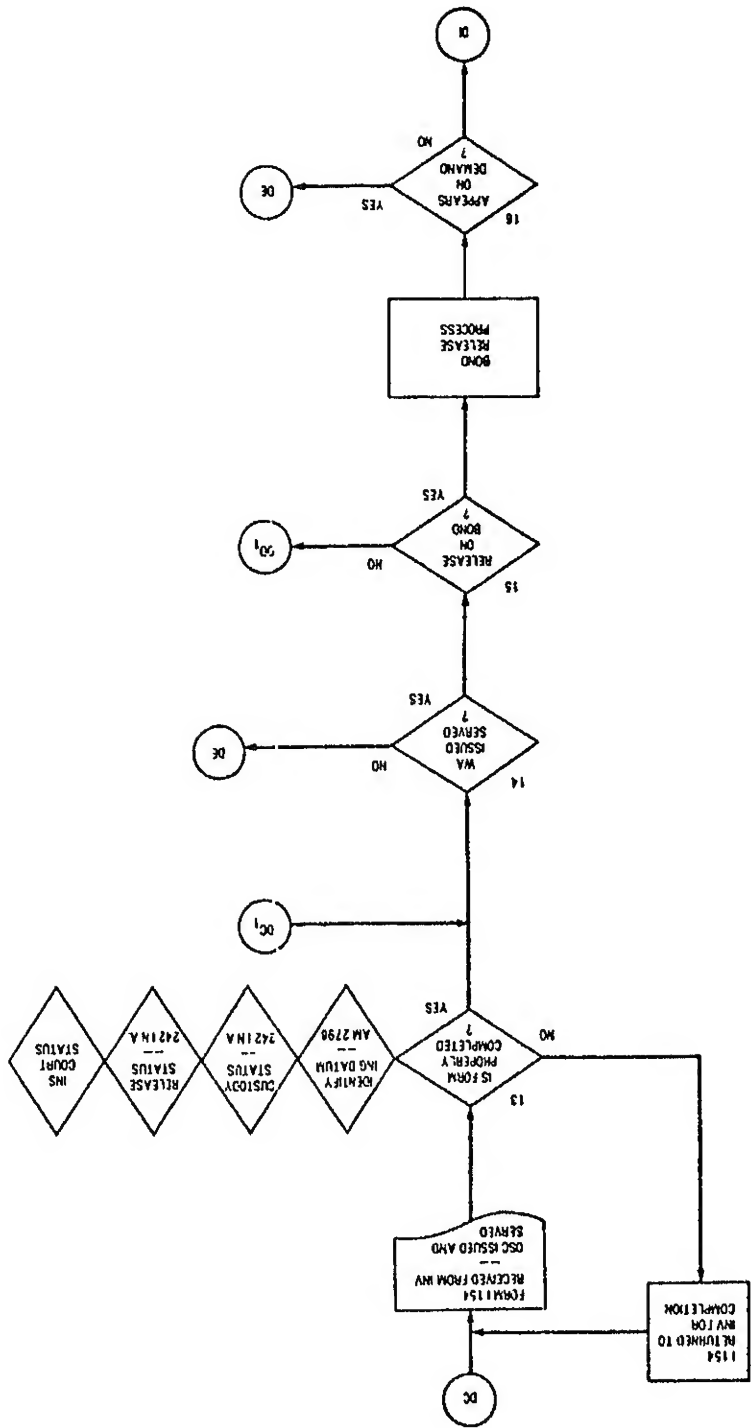 DC
FORM I 154
RECEIVED FROM INV
--
OSC ISSUED AND
SERVED
I 154
RETURNED TO
INV FOR
COMPLETION
13
IS FORM
PROPERLY
COMPLETED
?
NO
YES
IDENTIFY
ING DATUM
--
AM 2796
CUSTODY
STATUS
--
242 I N A
RELEASE
STATUS
--
242 I N A
INS
COURT
STATUS
DC1
14
WA
ISSUED
SERVED
?
NO
DE
YES
15
RELEASE
ON
BOND
?
NO
YES
BOND
RELEASE
PROCESS
16
APPEARS
ON
DEMAND
?
YES
DE
NO
DI